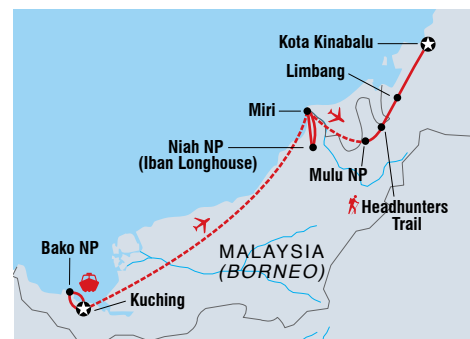 Kota Kinabalu
Limbang
Miri
Niah NP
(Iban Longhouse)
Mulu NP
Headhunters
Trail
MALAYSIA
(BORNEO)
Bako NP
Kuching